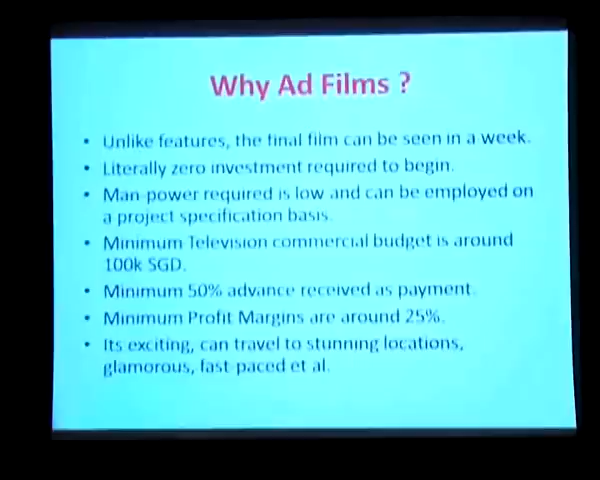 Why Ad Films ?
• Unlike features, the final film can be seen in a week.
• Literally zero investment required to begin.
• Man-power required is low and can be employed on
a project specification basis.
• Minimum Television commercial budget is around
100k SGD.
• Minimum 50% advance received as payment.
• Minimum Profit Margins are around 25%.
• Its exciting, can travel to stunning locations,
glamorous, fast-paced et al.